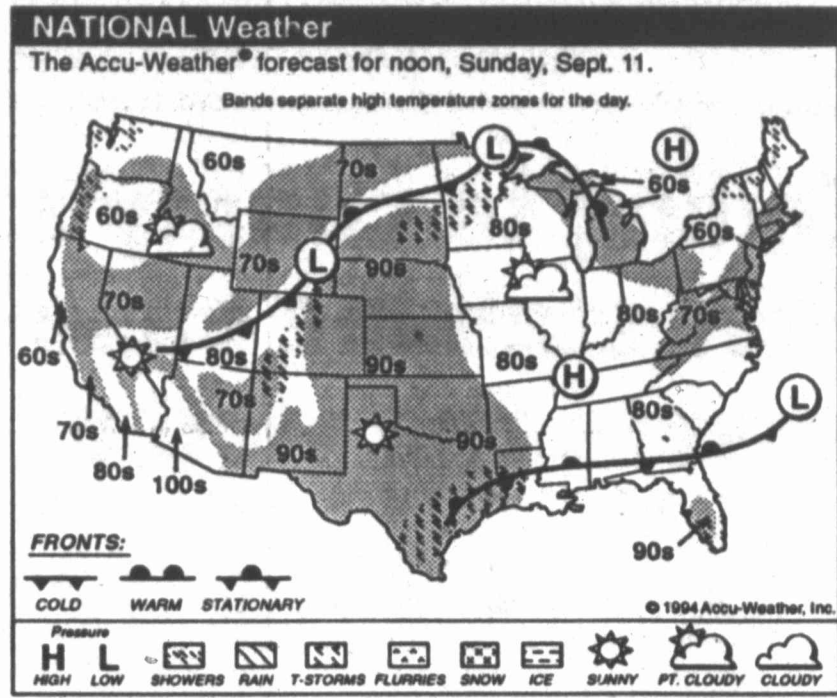 NATIONAL Weather
The Accu-Weather® forecast for noon, Sunday, Sept. 11.
Bands separate high temperature zones for the day.
60s
70s
L
H
60s
60s
80s
60s
70s
L
90s
70s
80s
70s
60s
80s
90s
80s
H
70s
80s
L
70s
90s
90s
80s
100s
90s
FRONTS:
COLD WARM STATIONARY
© 1994 Accu-Weather, Inc.
Pressure
H L
HIGH LOW SHOWERS RAIN T-STORMS FLURRIES SNOW ICE SUNNY PT. CLOUDY CLOUDY